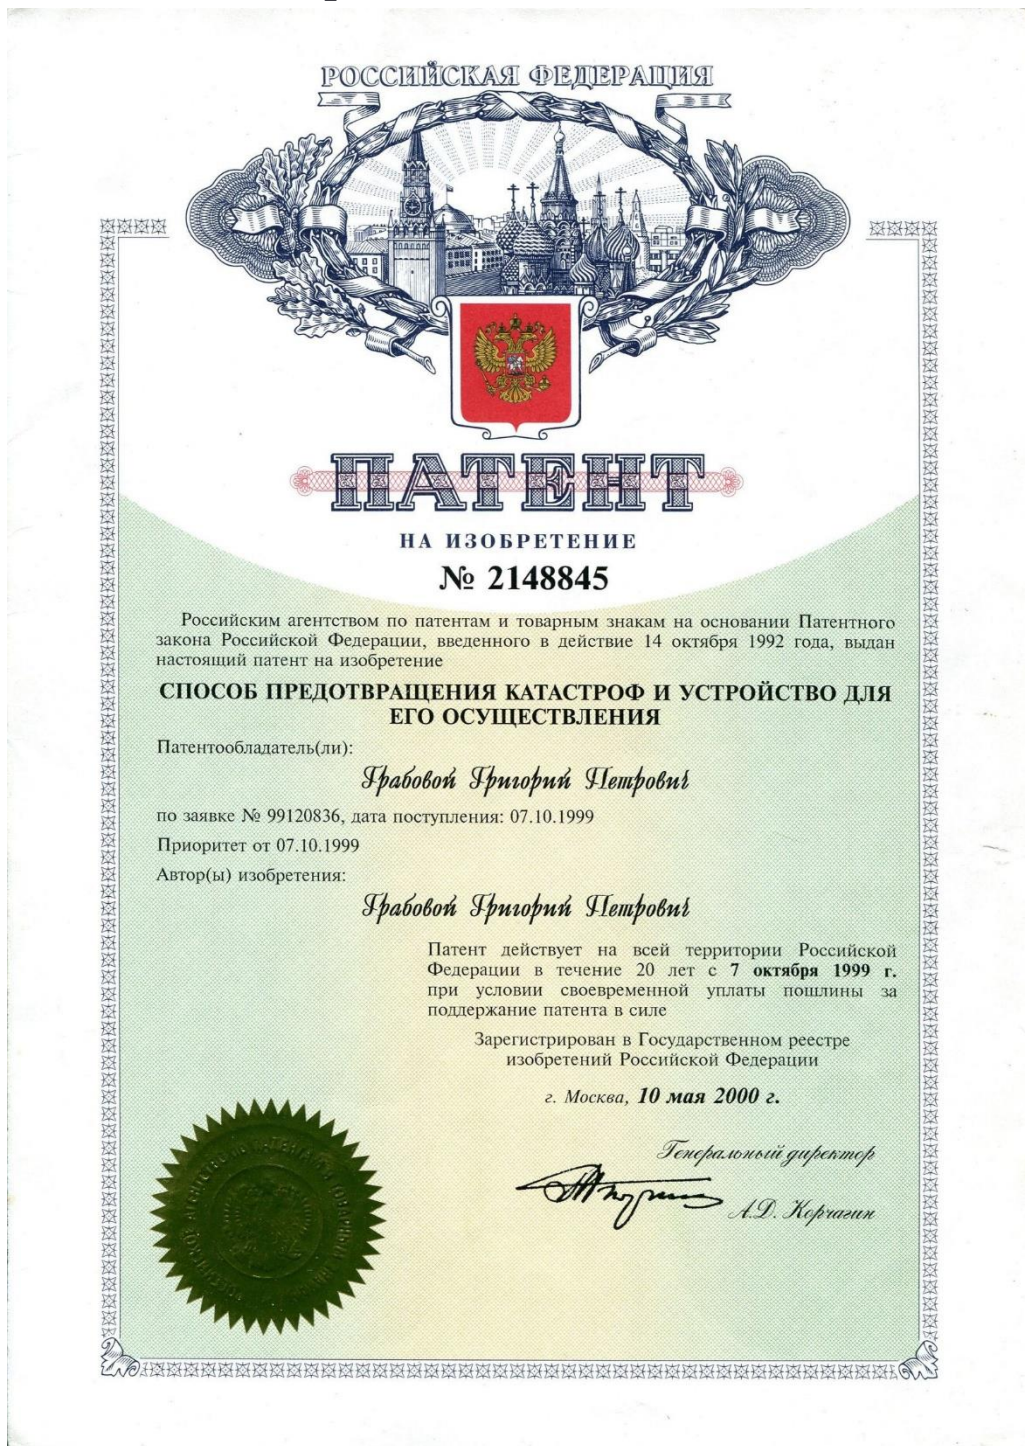 РОССИЙСКАЯ ФЕДЕРАЦИЯ
ПАТЕНТ
НА ИЗОБРЕТЕНИЕ
№ 2148845
Российским агентством по патентам и товарным знакам на основании Патентного
закона Российской Федерации, введенного в действие 14 октября 1992 года, выдан
настоящий патент на изобретение
СПОСОБ ПРЕДОТВРАЩЕНИЯ КАТАСТРОФ И УСТРОЙСТВО ДЛЯ
ЕГО ОСУЩЕСТВЛЕНИЯ
Патентообладатель(ли):
Грабовой Григорий Петрович
по заявке № 99120836, дата поступления: 07.10.1999
Приоритет от 07.10.1999
Автор(ы) изобретения:
Грабовой Григорий Петрович
Патент действует на всей территории Российской
Федерации в течение 20 лет с 7 октября 1999 г.
при условии своевременной уплаты пошлины за
поддержание патента в силе
Зарегистрирован в Государственном реестре
изобретений Российской Федерации
г. Москва, 10 мая 2000 г.
Генеральный директор
А.Д. Корчагин